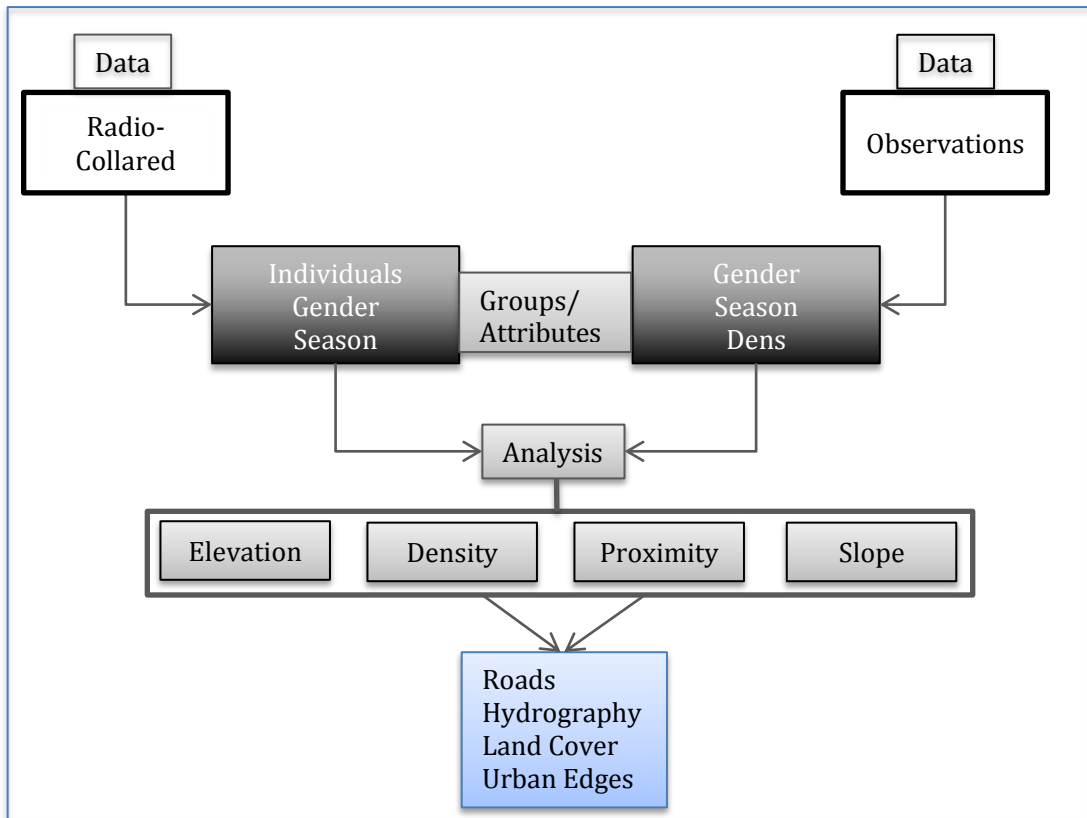 Data
Radio-
Collared
Data
Observations
Individuals
Gender
Season
Groups/
Attributes
Gender
Season
Dens
Analysis
Elevation
Density
Proximity
Slope
Roads
Hydrography
Land Cover
Urban Edges